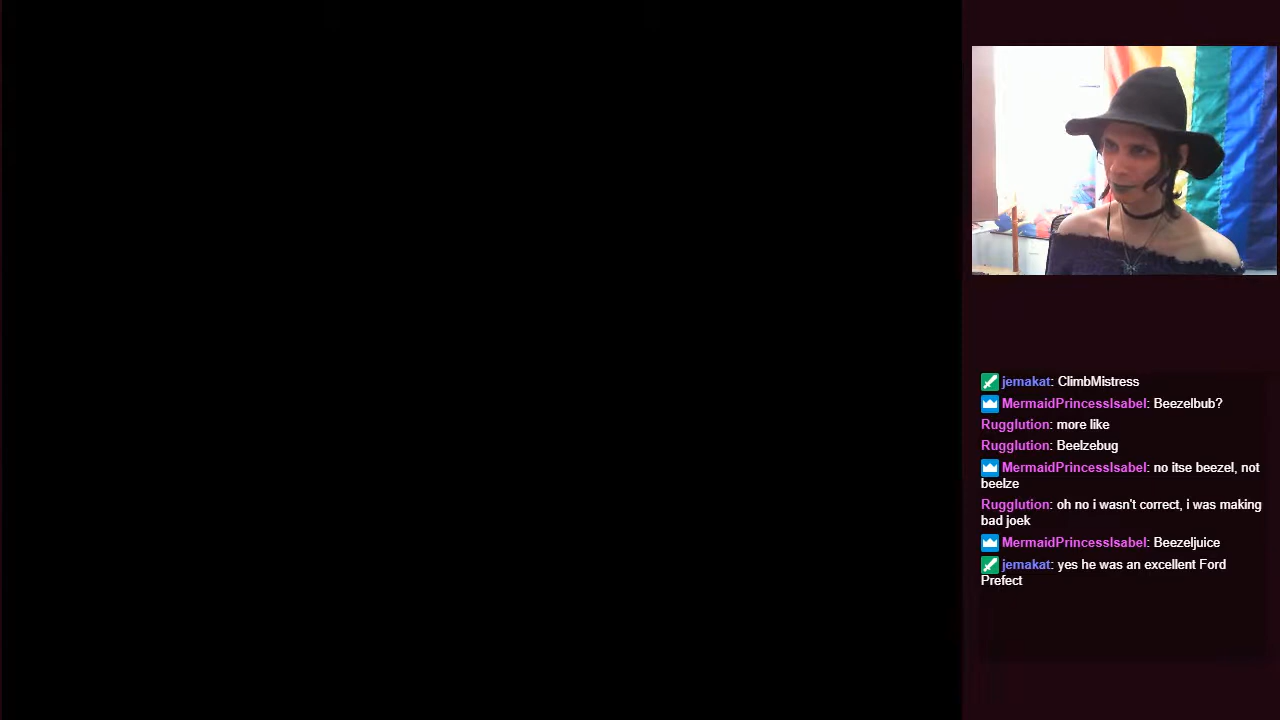 jemakat: ClimbMistress
MermaidPrincessIsabel: Beezelbub?
Rugglution: more like
Rugglution: Beelzebug
MermaidPrincessIsabel: no itse beezel, not
beelze
Rugglution: oh no i wasn't correct, i was making
bad joek
MermaidPrincessIsabel: Beezeljuice
jemakat: yes he was an excellent Ford
Prefect